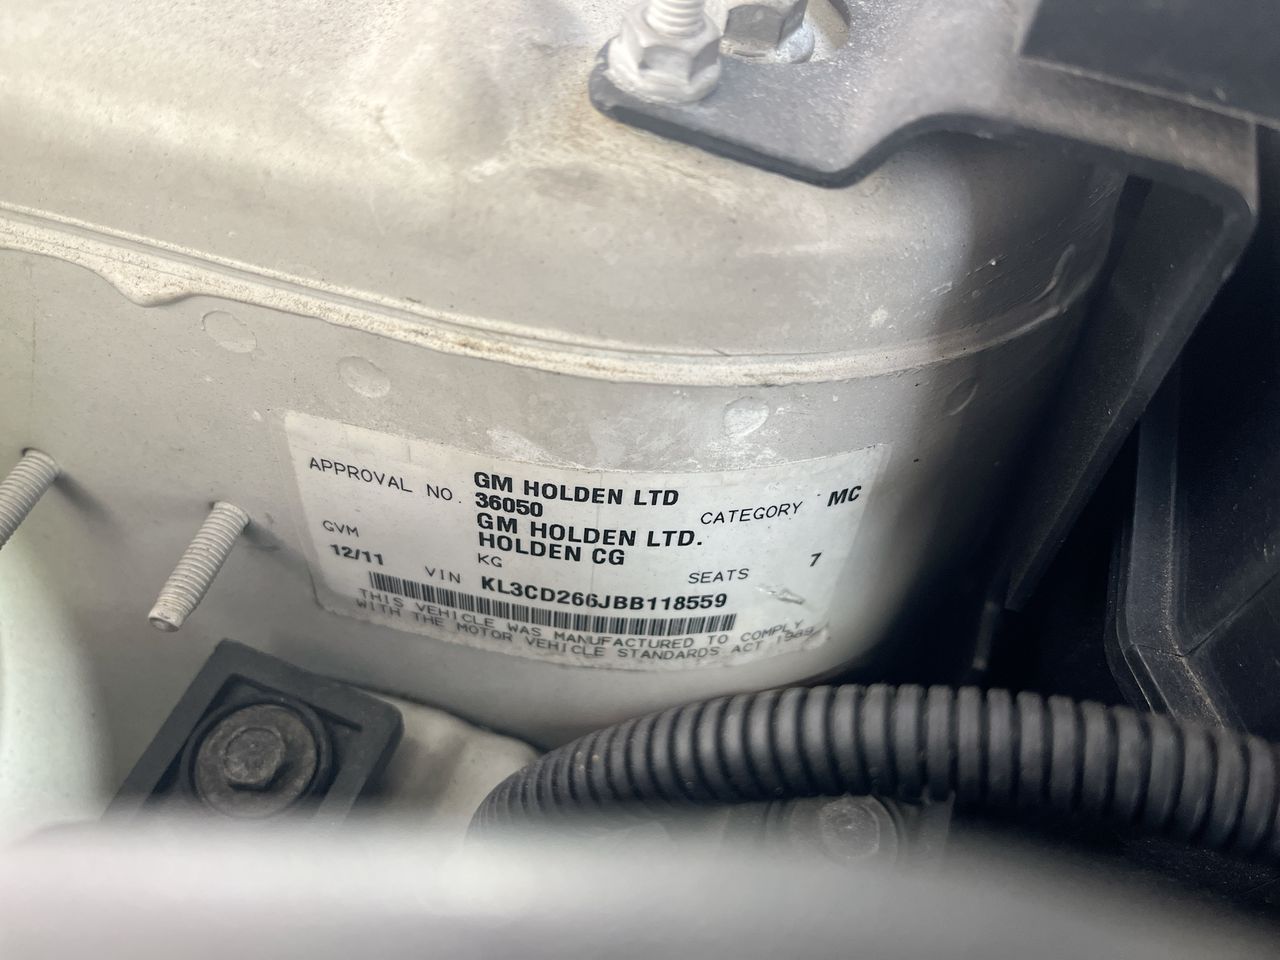 GM HOLDEN LTD
APPROVAL NO. 36050 CATEGORY MC
GM HOLDEN LTD.
HOLDEN CG
GVM KG SEATS 7
12/11 VIN KL3CD266JBB118559
THIS VEHICLE WAS MANUFACTURED TO COMPLY
WITH THE MOTOR VEHICLE STANDARDS ACT 1989